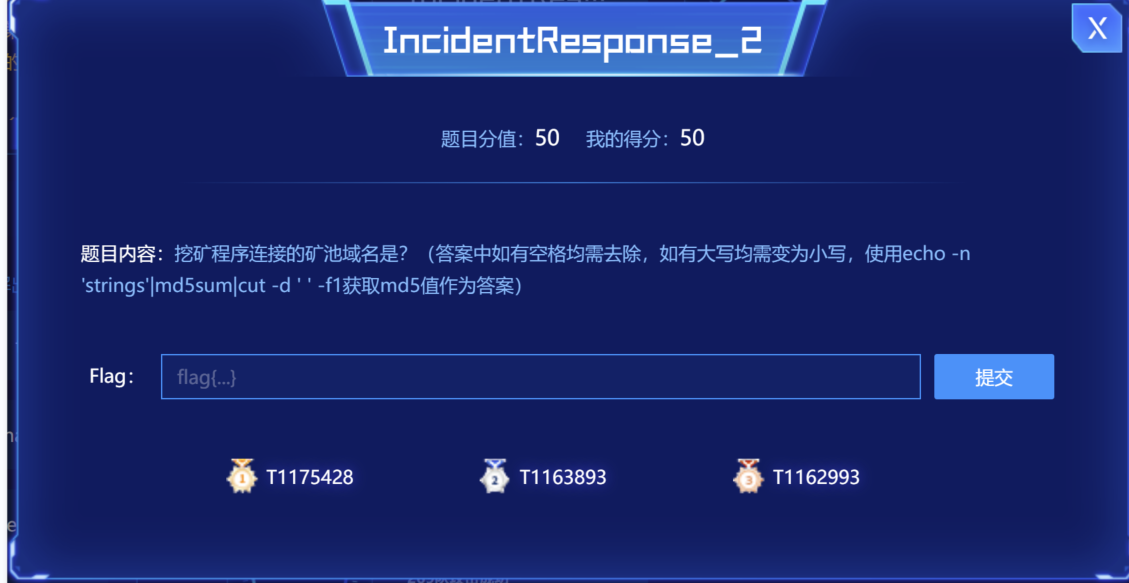 IncidentResponse_2
X
题目分值：50 我的得分：50
题目内容：挖矿程序连接的矿池域名是？（答案中如有空格均需去除，如有大写均需变为小写，使用echo -n
'strings'|md5sum|cut -d ' ' -f1获取md5值作为答案）
Flag： flag{...} 提交
1 T1175428 2 T1163893 3 T1162993